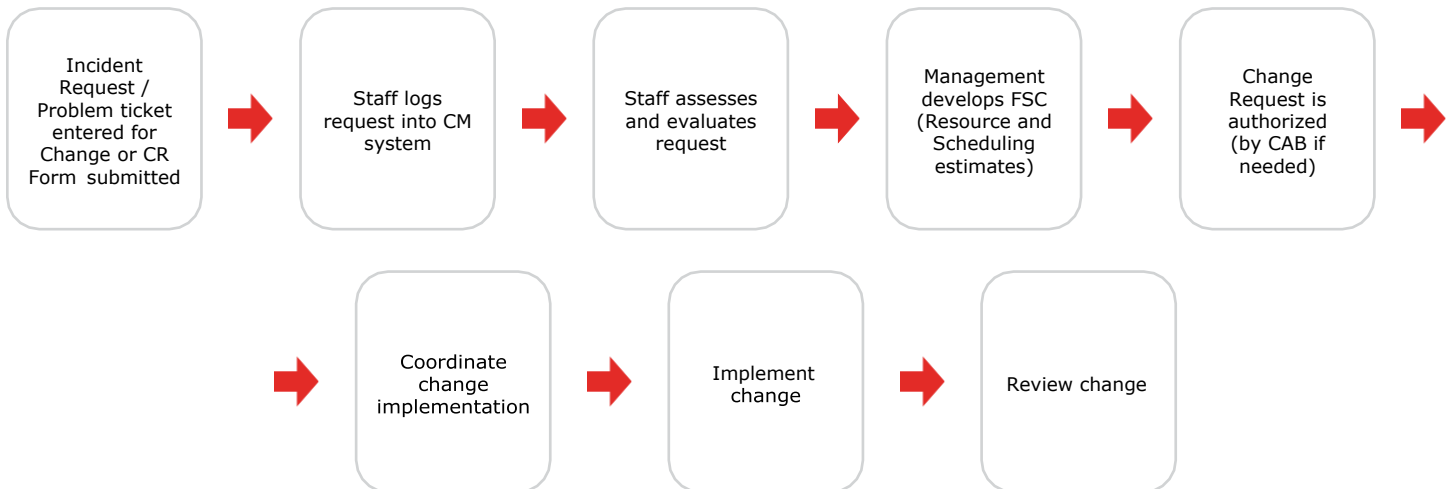 Incident
Request /
Problem ticket
entered for
Change or CR
Form submitted
Staff logs
request into CM
system
Staff assesses
and evaluates
request
Management
develops FSC
(Resource and
Scheduling
estimates)
Change
Request is
authorized
(by CAB if
needed)
Coordinate
change
implementation
Implement
change
Review change